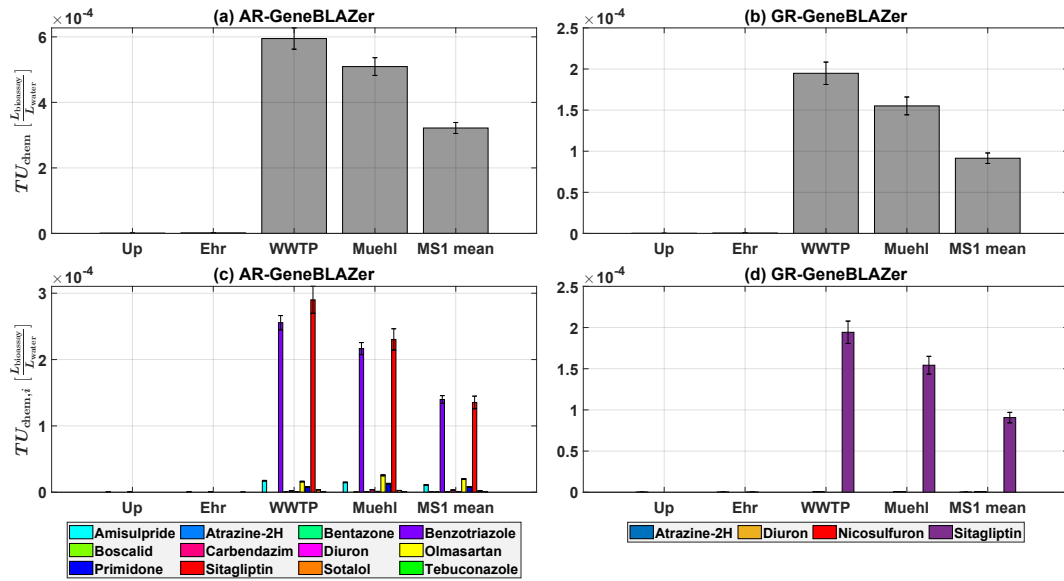 (a) AR-GeneBLAZer
(b) GR-GeneBLAZer
×10⁻⁴
6
4
2
0
TU_chem [L_bioassay / L_water]
Up Ehr WWTP Muehl MS1 mean
×10⁻⁴
2.5
2
1.5
1
0.5
0
Up Ehr WWTP Muehl MS1 mean
(c) AR-GeneBLAZer
(d) GR-GeneBLAZer
×10⁻⁴
3
2
1
0
TU_chem,i [L_bioassay / L_water]
Up Ehr WWTP Muehl MS1 mean
×10⁻⁴
2.5
2
1.5
1
0.5
0
Up Ehr WWTP Muehl MS1 mean
Amisulpride Atrazine-2H Bentazone Benzotriazole
Boscalid Carbendazim Diuron Olmasartan
Primidone Sitagliptin Sotalol Tebuconazole
Atrazine-2H Diuron Nicosulfuron Sitagliptin